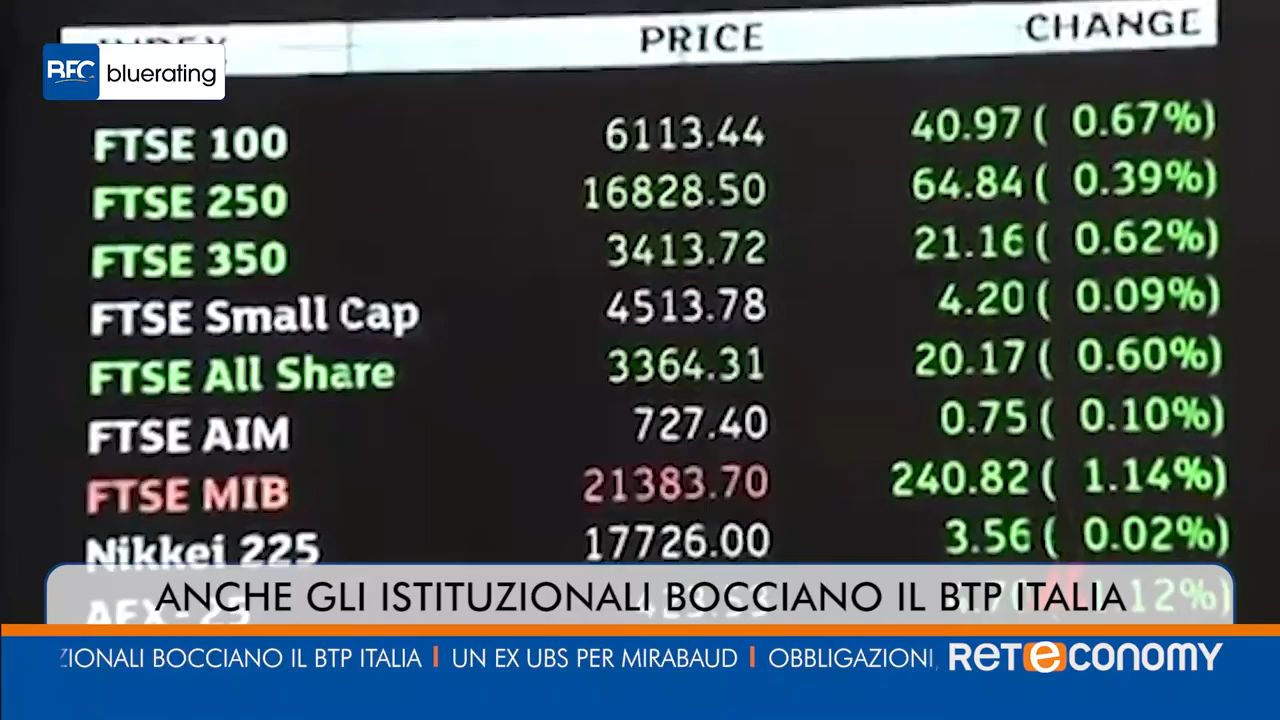 INDEX PRICE CHANGE
BFC bluerating
FTSE 100 6113.44 40.97 ( 0.67%)
FTSE 250 16828.50 64.84 ( 0.39%)
FTSE 350 3413.72 21.16 ( 0.62%)
FTSE Small Cap 4513.78 4.20 ( 0.09%)
FTSE All Share 3364.31 20.17 ( 0.60%)
FTSE AIM 727.40 0.75 ( 0.10%)
FTSE MIB 21383.70 240.82 ( 1.14%)
Nikkei 225 17726.00 3.56 ( 0.02%)
ANCHE GLI ISTITUZIONALI BOCCIANO IL BTP ITALIA
ZIONALI BOCCIANO IL BTP ITALIA | UN EX UBS PER MIRABAUD | OBBLIGAZIONI RETeCONOMY